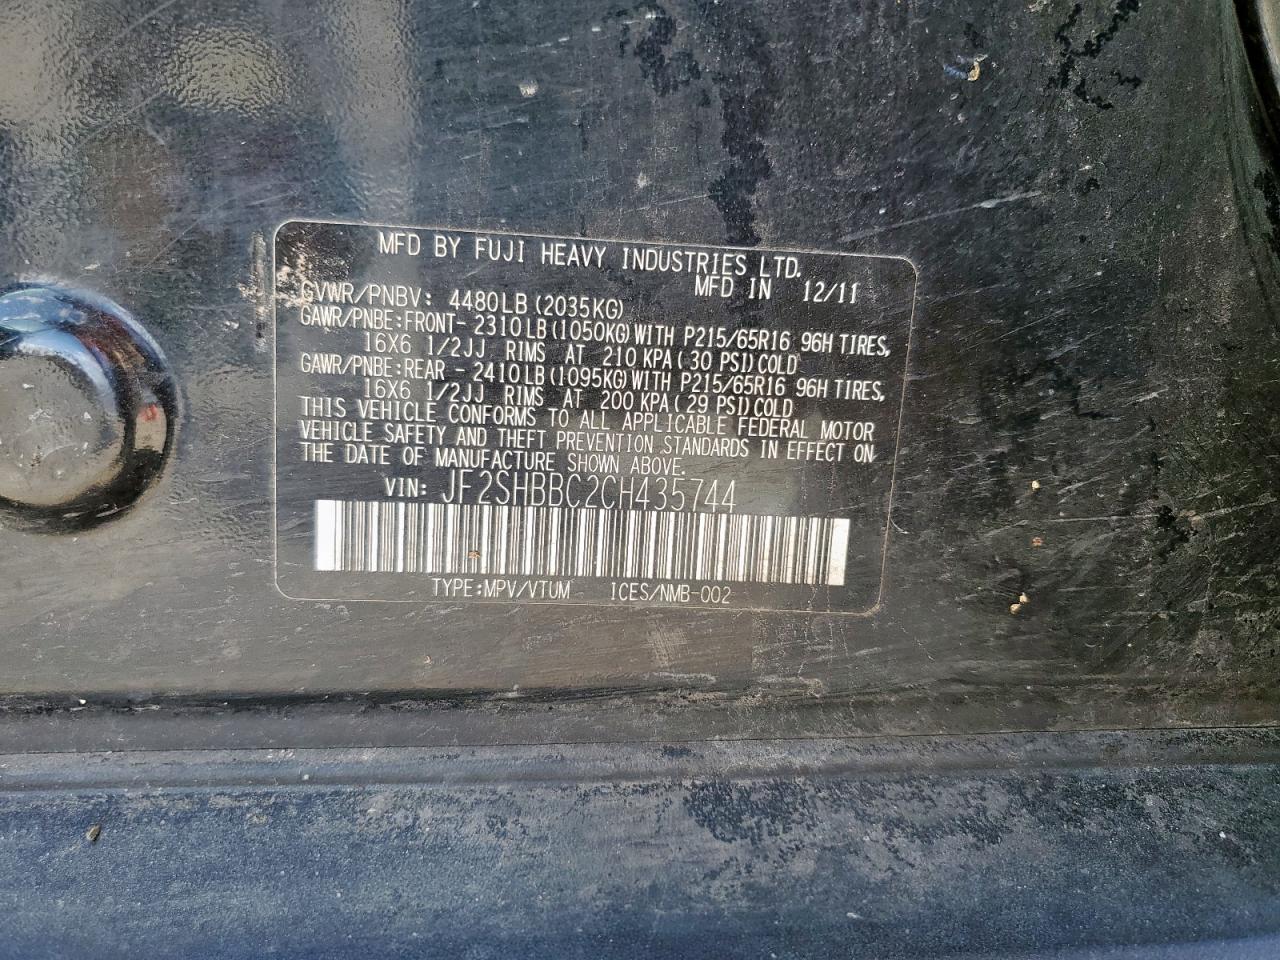 MFD BY FUJI HEAVY INDUSTRIES LTD.
MFD IN 12/11
GVWR/PNBV: 4480LB(2035KG)
GAWR/PNBE:FRONT- 2310LB(1050KG)WITH P215/65R16 96H TIRES,
16X6 1/2JJ RIMS AT 210 KPA(30 PSI)COLD
GAWR/PNBE:REAR - 2410LB(1095KG)WITH P215/65R16 96H TIRES,
16X6 1/2JJ RIMS AT 200 KPA(29 PSI)COLD
THIS VEHICLE CONFORMS TO ALL APPLICABLE FEDERAL MOTOR
VEHICLE SAFETY AND THEFT PREVENTION STANDARDS IN EFFECT ON
THE DATE OF MANUFACTURE SHOWN ABOVE.
VIN: JF2SHBBC2CH435744
TYPE:MPV/VTUM ICES/NMB-002